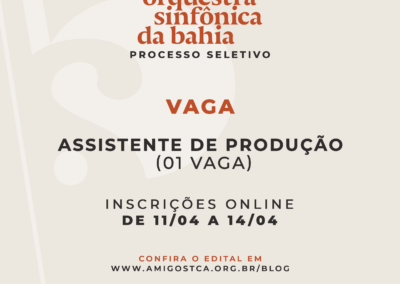 orquestra
sinfônica
da bahia
PROCESSO SELETIVO
VAGA
ASSISTENTE DE PRODUÇÃO
(01 VAGA)
INSCRIÇÕES ONLINE
DE 11/04 A 14/04
CONFIRA O EDITAL EM
WWW.AMIGOSTCA.ORG.BR/BLOG